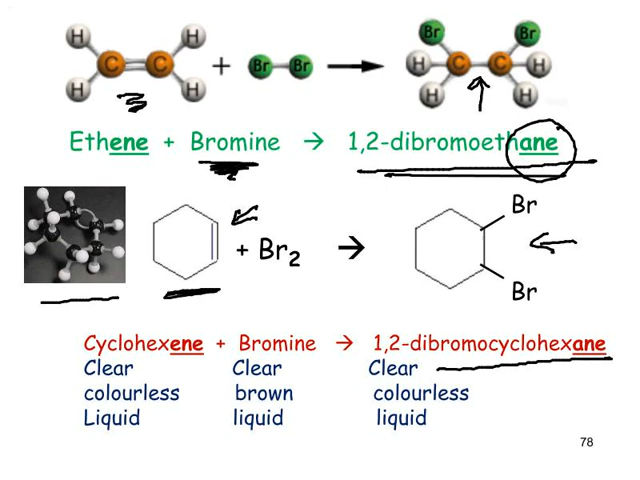 H H C C H H + Br Br Br Br H C C H H H
Ethene + Bromine → 1,2-dibromoethane
Br
+ Br2 →
Br
Cyclohexene + Bromine → 1,2-dibromocyclohexane
Clear Clear Clear
colourless brown colourless
Liquid liquid liquid
78